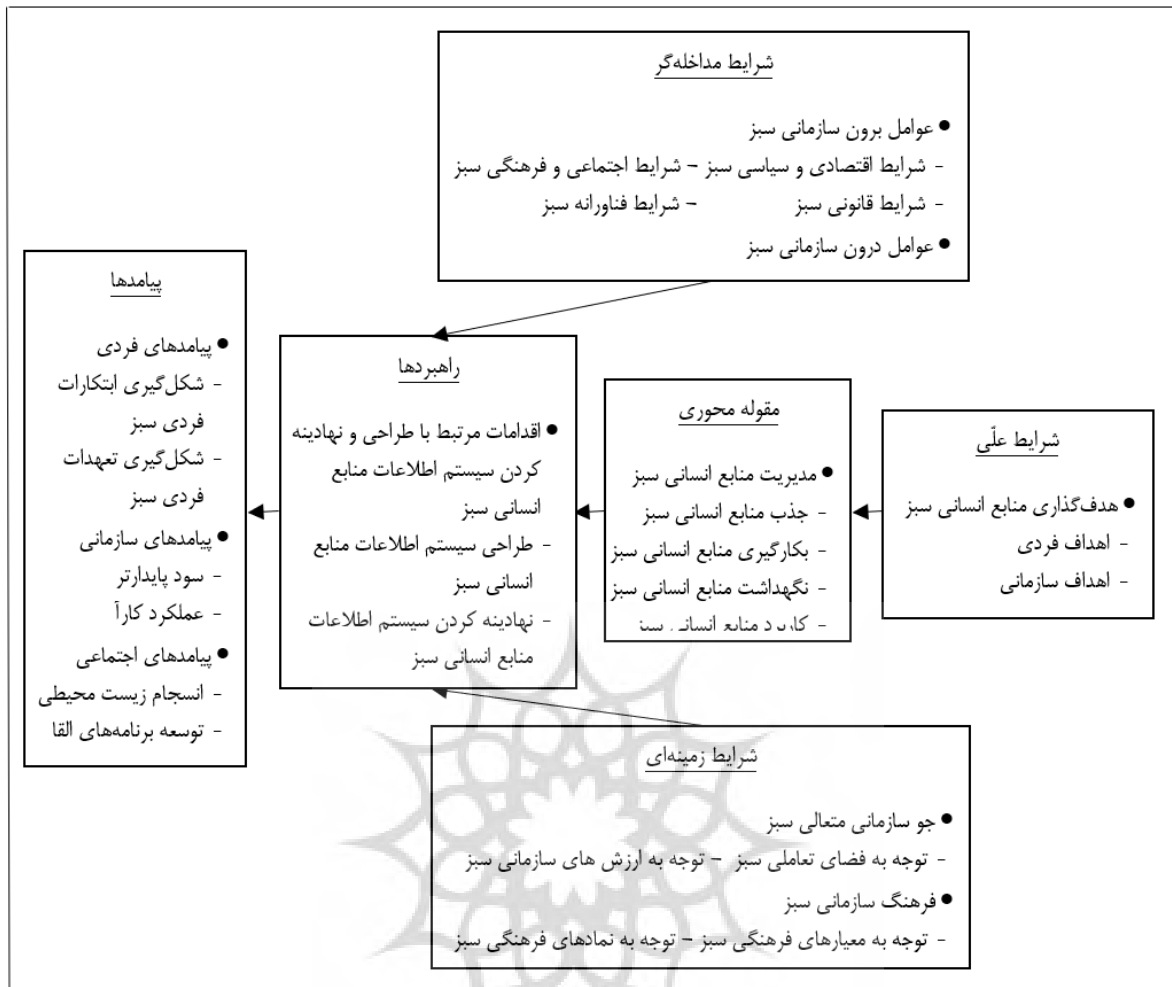 شرایط مداخله‌گر
● عوامل برون سازمانی سبز
- شرایط اقتصادی و سیاسی سبز – شرایط اجتماعی و فرهنگی سبز
- شرایط قانونی سبز – شرایط فناورانه سبز
● عوامل درون سازمانی سبز
شرایط علّی
● هدف‌گذاری منابع انسانی سبز
- اهداف فردی
- اهداف سازمانی
مقوله محوری
● مدیریت منابع انسانی سبز
- جذب منابع انسانی سبز
- بکارگیری منابع انسانی سبز
- نگهداشت منابع انسانی سبز
- کاربرد منابع انسانی سبز
راهبردها
● اقدامات مرتبط با طراحی و نهادینه
کردن سیستم اطلاعات منابع
انسانی سبز
- طراحی سیستم اطلاعات منابع
انسانی سبز
- نهادینه کردن سیستم اطلاعات
منابع انسانی سبز
پیامدها
● پیامدهای فردی
- شکل‌گیری ابتکارات
فردی سبز
- شکل‌گیری تعهدات
فردی سبز
● پیامدهای سازمانی
- سود پایدارتر
- عملکرد کارآ
● پیامدهای اجتماعی
- انسجام زیست محیطی
- توسعه برنامه‌های القا
شرایط زمینه‌ای
● جو سازمانی متعالی سبز
- توجه به فضای تعاملی سبز – توجه به ارزش های سازمانی سبز
● فرهنگ سازمانی سبز
- توجه به معیارهای فرهنگی سبز – توجه به نمادهای فرهنگی سبز